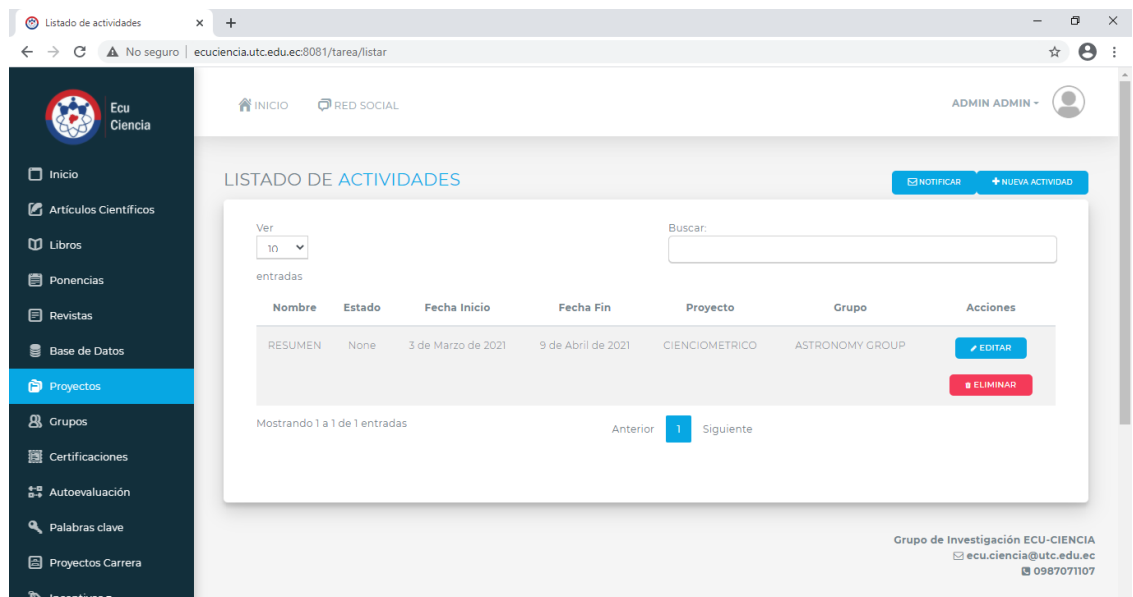 Listado de actividades
No seguro | ecuciencia.utc.edu.ec:8081/tarea/listar
Ecu
Ciencia
INICIO RED SOCIAL
ADMIN ADMIN
Inicio
Artículos Científicos
Libros
Ponencias
Revistas
Base de Datos
Proyectos
Grupos
Certificaciones
Autoevaluación
Palabras clave
Proyectos Carrera
LISTADO DE ACTIVIDADES
NOTIFICAR
NUEVA ACTIVIDAD
Ver
10
entradas
Buscar:
Nombre Estado Fecha Inicio Fecha Fin Proyecto Grupo Acciones
RESUMEN None 3 de Marzo de 2021 9 de Abril de 2021 CIENCIOMETRICO ASTRONOMY GROUP EDITAR
ELIMINAR
Mostrando 1 a 1 de 1 entradas
Anterior 1 Siguiente
Grupo de Investigación ECU-CIENCIA
ecu.ciencia@utc.edu.ec
0987071107